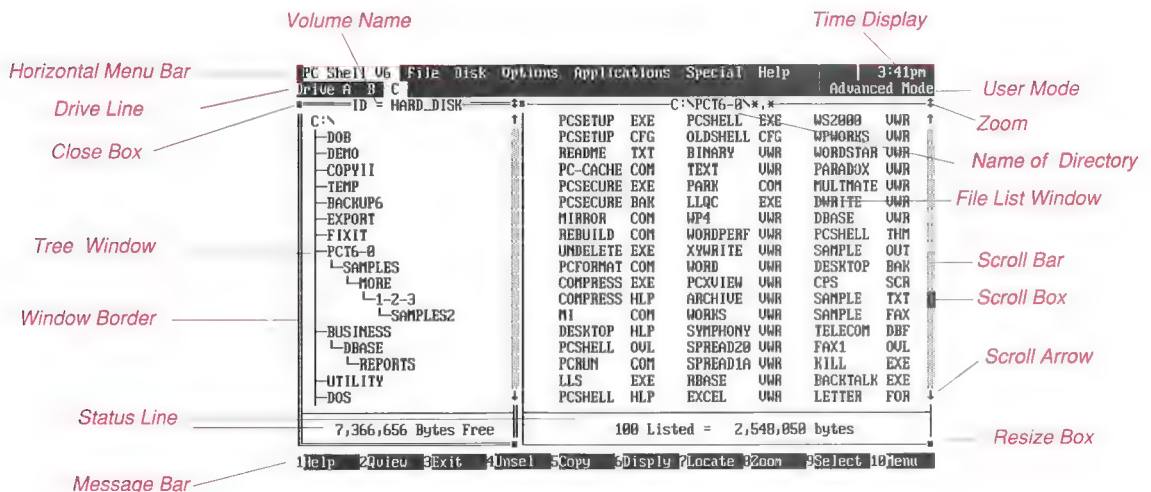 Volume Name
Time Display
Horizontal Menu Bar
PC Shell V6 File Disk Options Applications Special Help 3:41pm
Drive Line
Drive A B C Advanced Mode
User Mode
ID = HARD_DISK
C:\PCT6-0\*.*
Zoom
Close Box
Name of Directory
File List Window
Tree Window
Scroll Bar
Scroll Box
Window Border
Scroll Arrow
C:\
DOB
DEMO
COPYII
TEMP
BACKUP6
EXPORT
FIXIT
PCT6-0
SAMPLES
MORE
1-2-3
SAMPLES2
BUSINESS
DBASE
REPORTS
UTILITY
DOS
PCSETUP EXE PCSHELL EXE WS2000 VWR
PCSETUP CFG OLDSHELL CFG WPWORKS VWR
README TXT BINARY VWR WORDSTAR VWR
PC-CACHE COM TEXT VWR PARADOX VWR
PCSECURE EXE PARK COM MULTMATE VWR
PCSECURE BAK LLQC EXE DWRITE VWR
MIRROR COM WP4 VWR DBASE VWR
REBUILD COM WORDPERF VWR PCSHELL THM
UNDELETE EXE XYWRITE VWR SAMPLE OUT
PCFORMAT COM WORD VWR DESKTOP BAK
COMPRESS EXE PCXVIEW VWR CPS SCR
COMPRESS HLP ARCHIVE VWR SAMPLE TXT
MI COM WORKS VWR SAMPLE FAX
DESKTOP HLP SYMPHONY VWR TELECOM DBF
PCSHELL OVL SPREAD20 VWR FAX1 OVL
PCRUN COM SPREAD1A VWR KILL EXE
LLS EXE RBASE VWR BACKTALK EXE
PCSHELL HLP EXCEL VWR LETTER FOR
Status Line
7,366,656 Bytes Free
100 Listed = 2,548,050 bytes
Resize Box
1Help 2Qview 3Exit 4Unsel 5Copy 6Disply 7Locate 8Zoom 9Select 10Menu
Message Bar